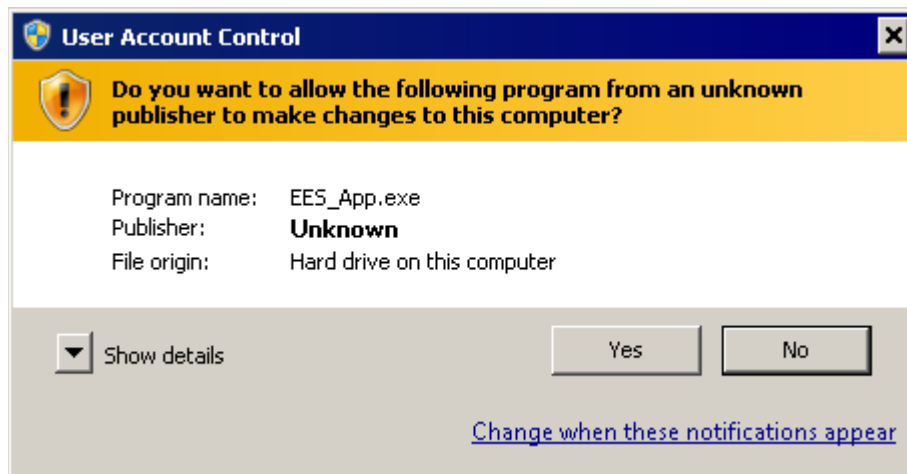 User Account Control
Do you want to allow the following program from an unknown
publisher to make changes to this computer?
Program name: EES_App.exe
Publisher: Unknown
File origin: Hard drive on this computer
Show details
Yes
No
Change when these notifications appear